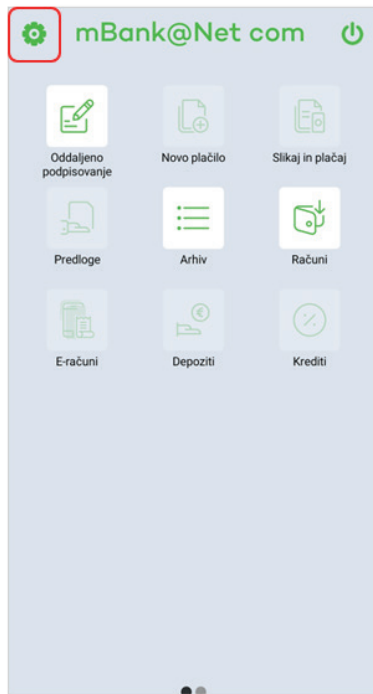 mBank@Net com
Oddaljeno
podpisovanje
Novo plačilo
Slikaj in plačaj
Predloge
Arhiv
Računi
E-računi
Depoziti
Krediti